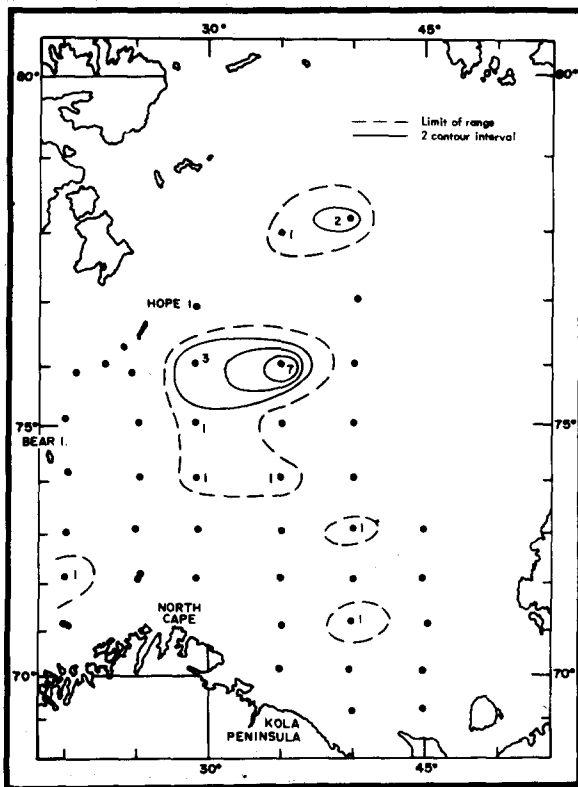 30° 45°
80° 80°
Limit of range
2 contour interval
2
1
HOPE I.
3
7
75° 75°
1
BEAR I.
1 1
1
1
NORTH
CAPE
1
70° 70°
KOLA
PENINSULA
30° 45°